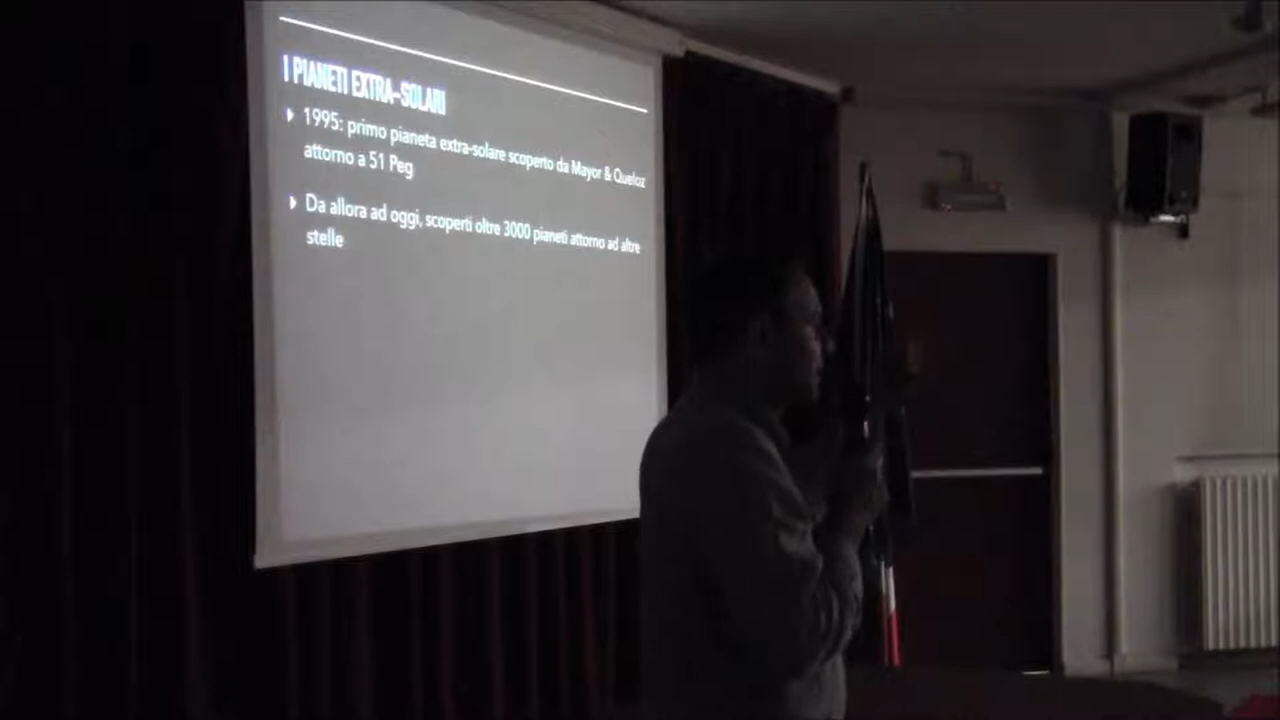 I PIANETI EXTRA-SOLARI
1995: primo pianeta extra-solare scoperto da Mayor & Queloz
attorno a 51 Peg
Da allora ad oggi, scoperti oltre 3000 pianeti attorno ad altre
stelle